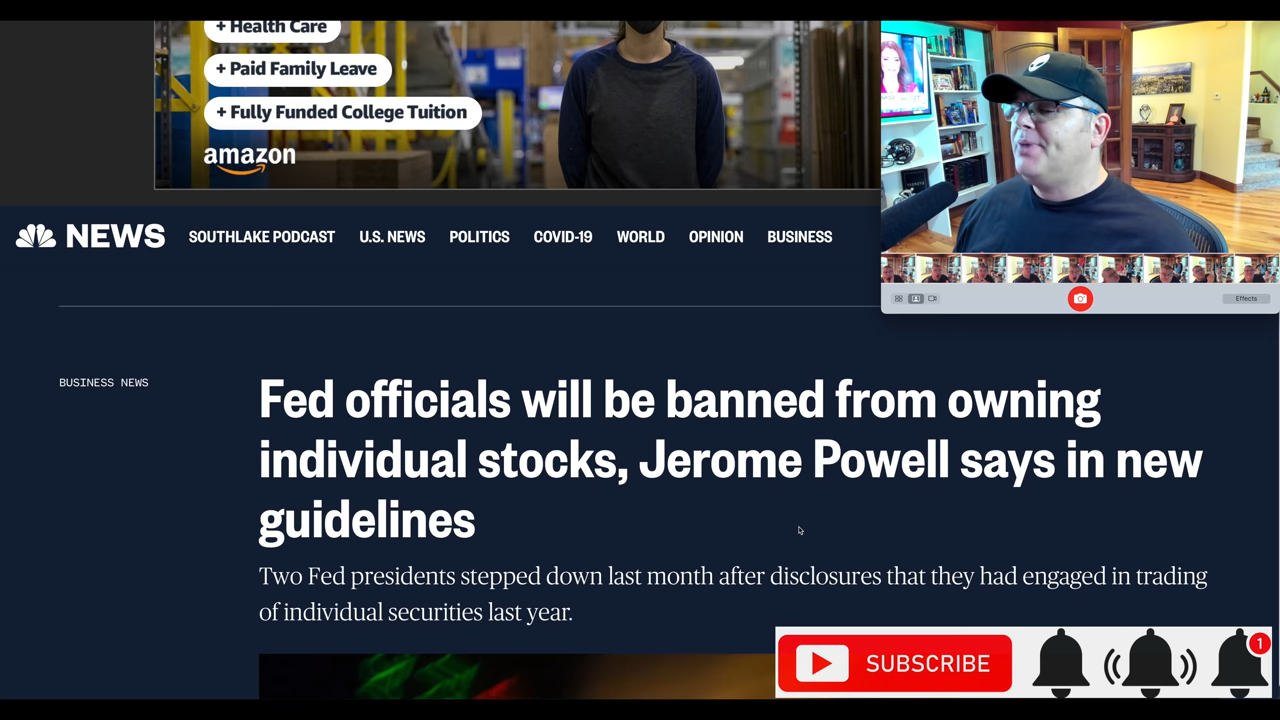 + Health Care
+ Paid Family Leave
+ Fully Funded College Tuition
amazon
NEWS
SOUTHLAKE PODCAST
U.S. NEWS
POLITICS
COVID-19
WORLD
OPINION
BUSINESS
Effects
BUSINESS NEWS
Fed officials will be banned from owning
individual stocks, Jerome Powell says in new
guidelines
Two Fed presidents stepped down last month after disclosures that they had engaged in trading
of individual securities last year.
SUBSCRIBE
1